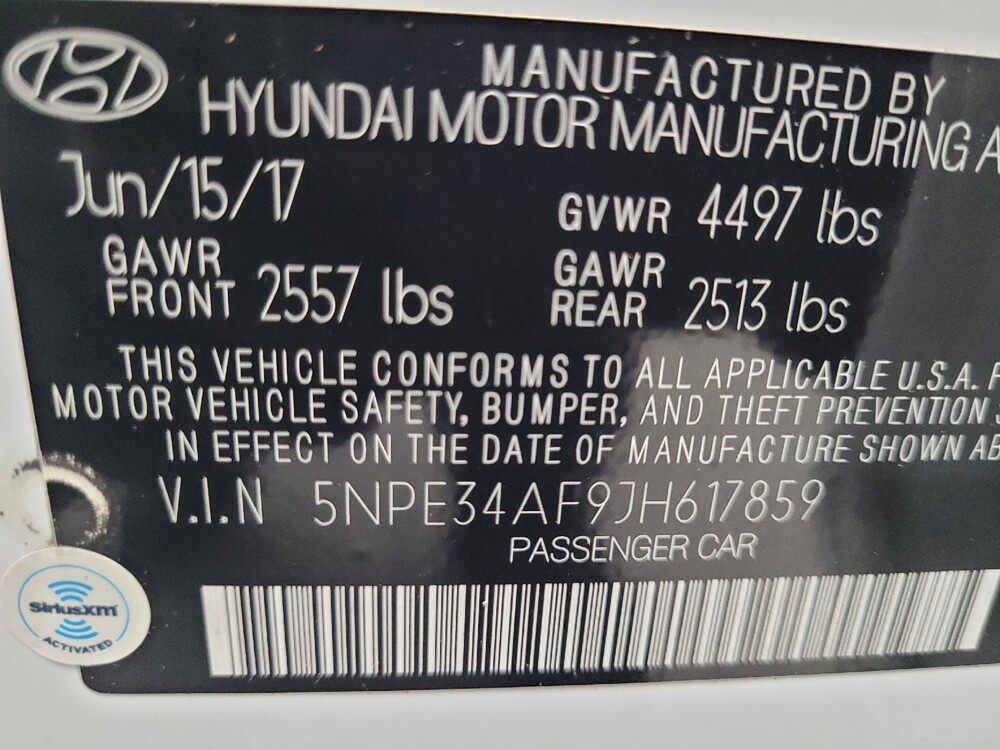 MANUFACTURED BY
HYUNDAI MOTOR MANUFACTURING A
Jun/15/17
GVWR 4497 lbs
GAWR
FRONT 2557 lbs
GAWR
REAR 2513 lbs
THIS VEHICLE CONFORMS TO ALL APPLICABLE U.S.A. F
MOTOR VEHICLE SAFETY, BUMPER, AND THEFT PREVENTION
IN EFFECT ON THE DATE OF MANUFACTURE SHOWN AB
V.I.N 5NPE34AF9JH617859
PASSENGER CAR
SiriusXM
ACTIVATED